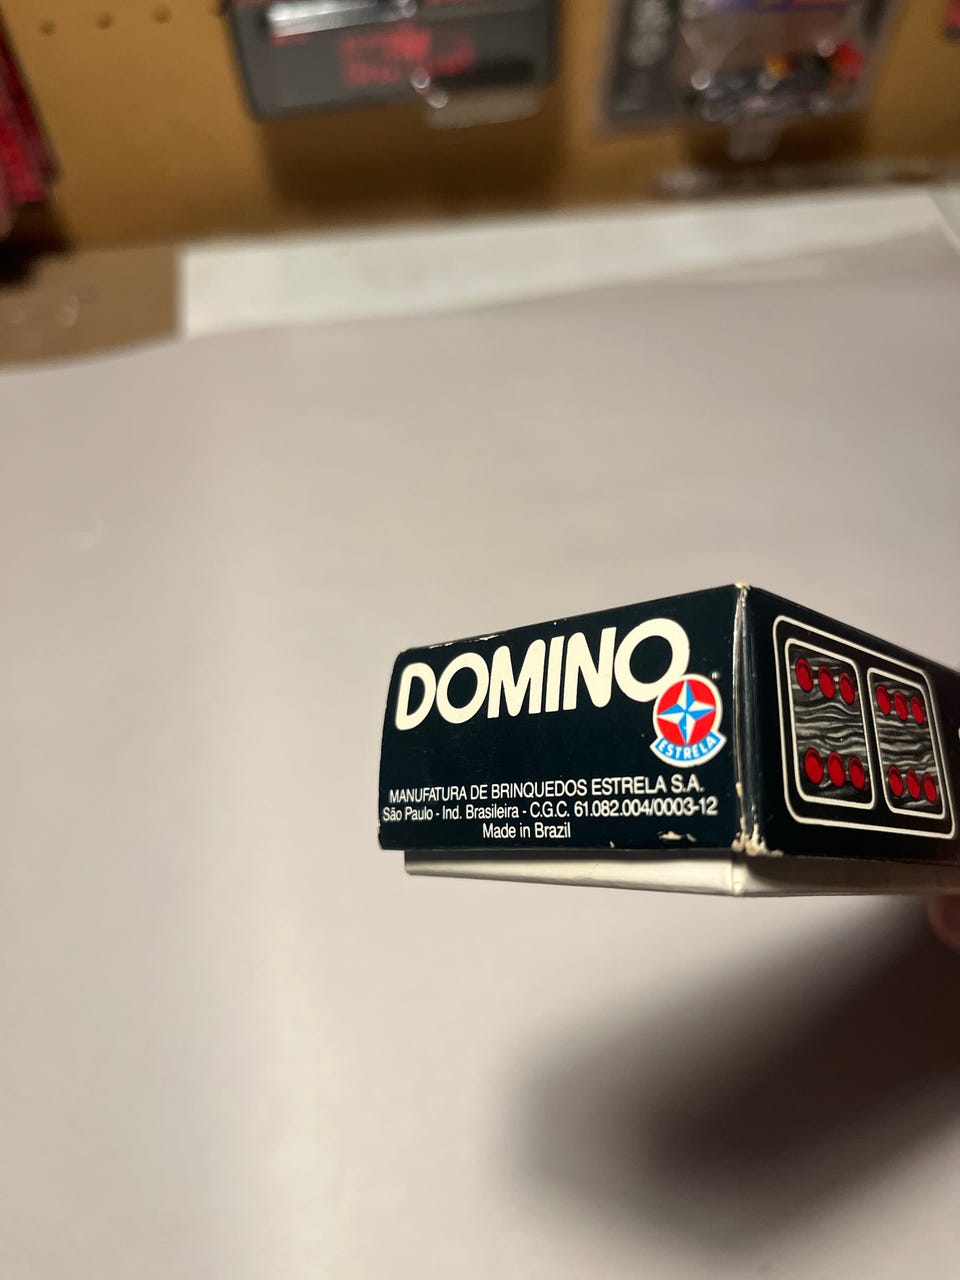 DOMINO
ESTRELA
MANUFATURA DE BRINQUEDOS ESTRELA S.A.
São Paulo - Ind. Brasileira - C.G.C. 61.082.004/0003-12
Made in Brazil